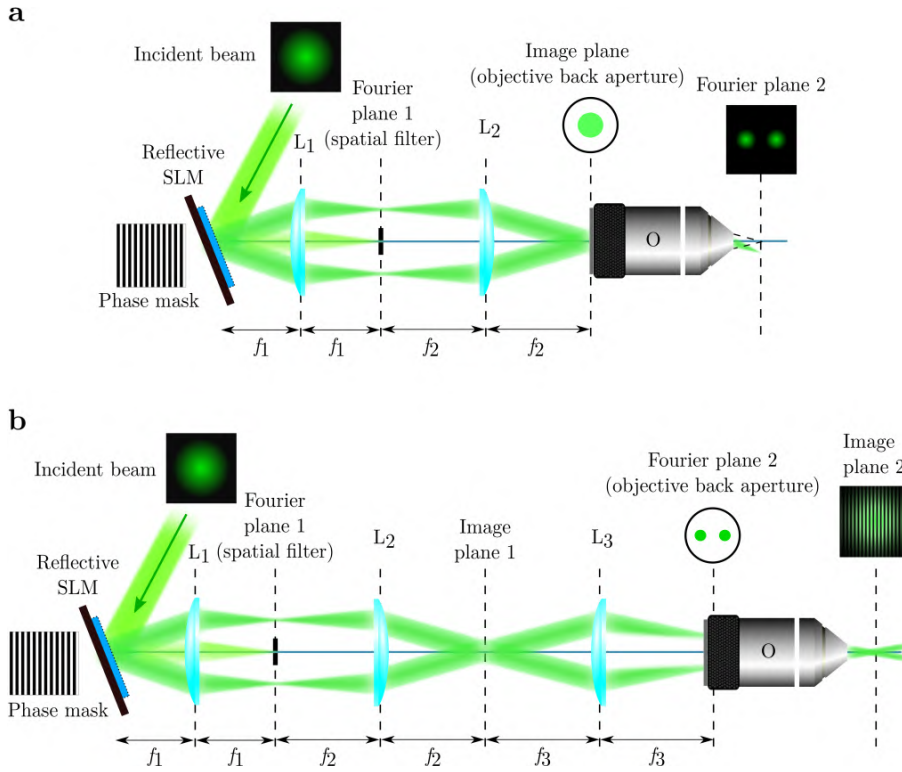 a
Incident beam
Fourier
plane 1
(spatial filter)
Image plane
(objective back aperture)
Fourier plane 2
Reflective
SLM
L1
L2
O
Phase mask
f1
f1
f2
f2
b
Incident beam
Fourier
plane 1
(spatial filter)
Fourier plane 2
(objective back aperture)
Image
plane 2
Reflective
SLM
L1
L2
Image
plane 1
L3
O
Phase mask
f1
f1
f2
f2
f3
f3